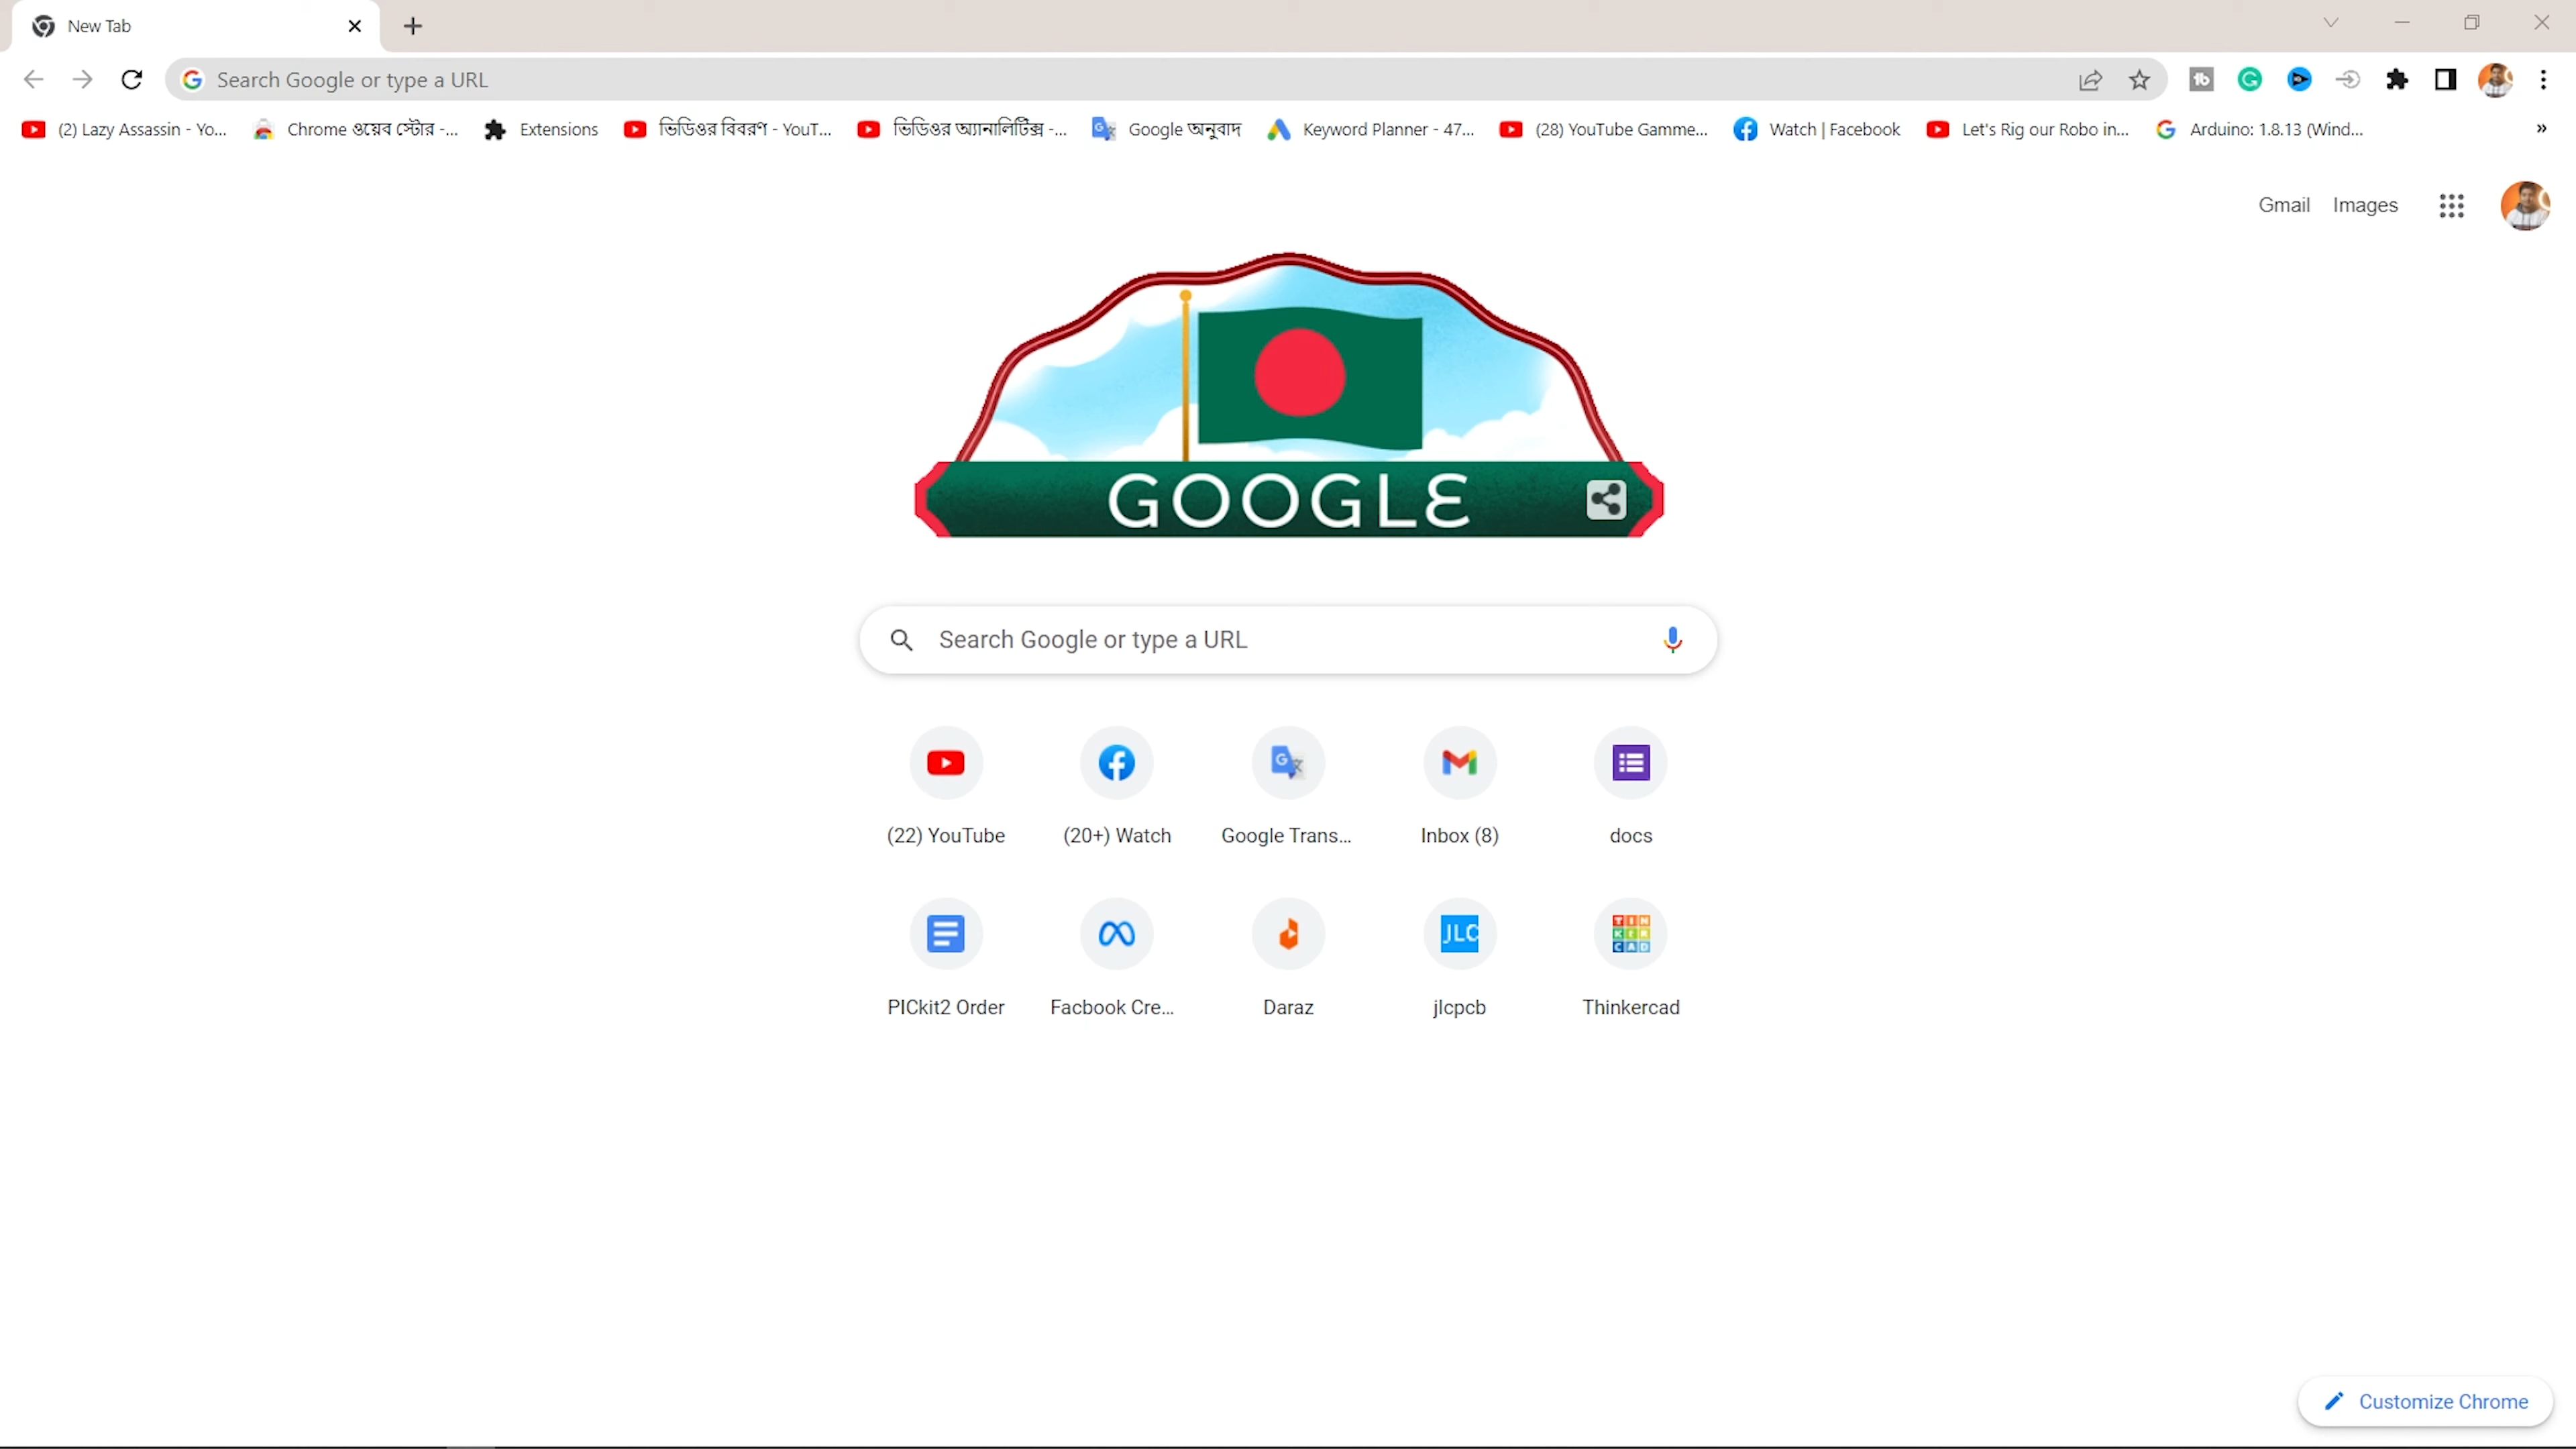 New Tab
Search Google or type a URL
(2) Lazy Assassin - Yo...
Chrome ওয়েব স্টোর -...
Extensions
ভিডিওর বিবরণ - YouT...
ভিডিওর অ্যানালিটিক্স -...
Google অনুবাদ
Keyword Planner - 47...
(28) YouTube Gamme...
Watch | Facebook
Let's Rig our Robo in...
Arduino: 1.8.13 (Wind...
Gmail
Images
GOOGLE
Search Google or type a URL
(22) YouTube
(20+) Watch
Google Trans...
Inbox (8)
docs
JLC
TINKERCAD
PICkit2 Order
Facbook Cre...
Daraz
jlcpcb
Thinkercad
Customize Chrome